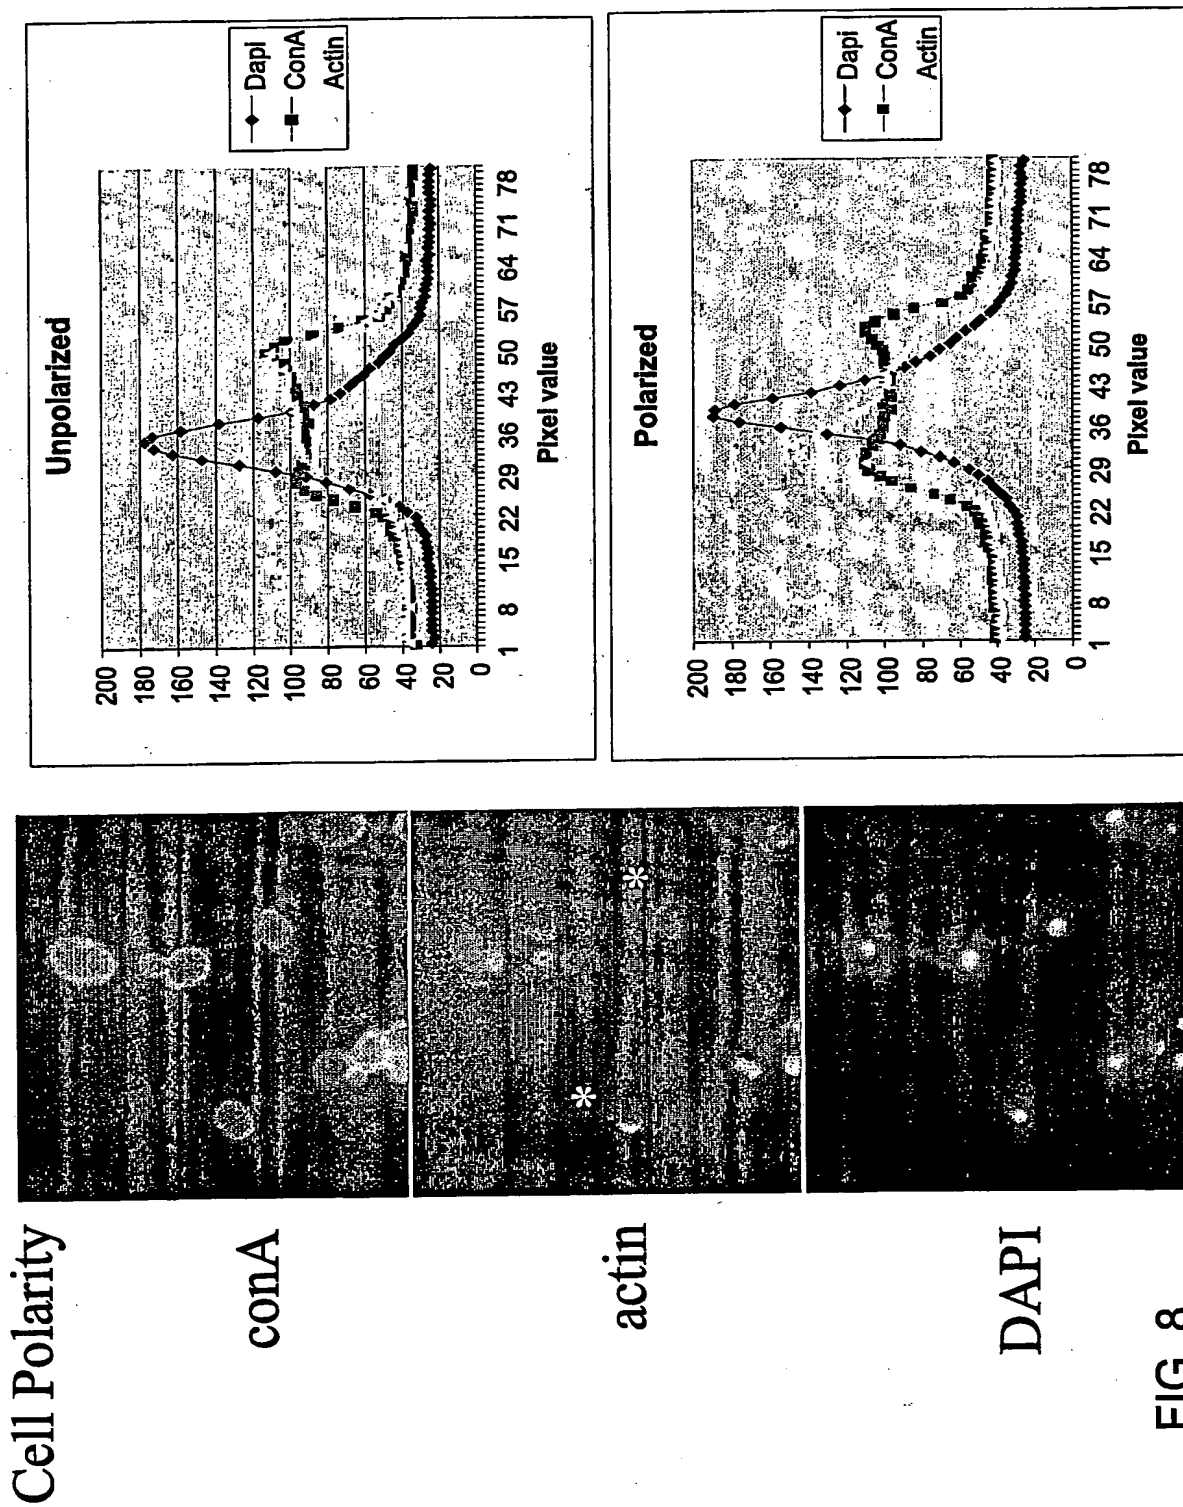 Cell Polarity
conA
actin
*
*
DAPI
FIG. 8
Unpolarized
200
180
160
140
120
100
80
60
40
20
0
1 8 15 22 29 36 43 50 57 64 71 78
Pixel value
Dapi
ConA
Actin
Polarized
200
180
160
140
120
100
80
60
40
20
0
1 8 15 22 29 36 43 50 57 64 71 78
Pixel value
Dapi
ConA
Actin